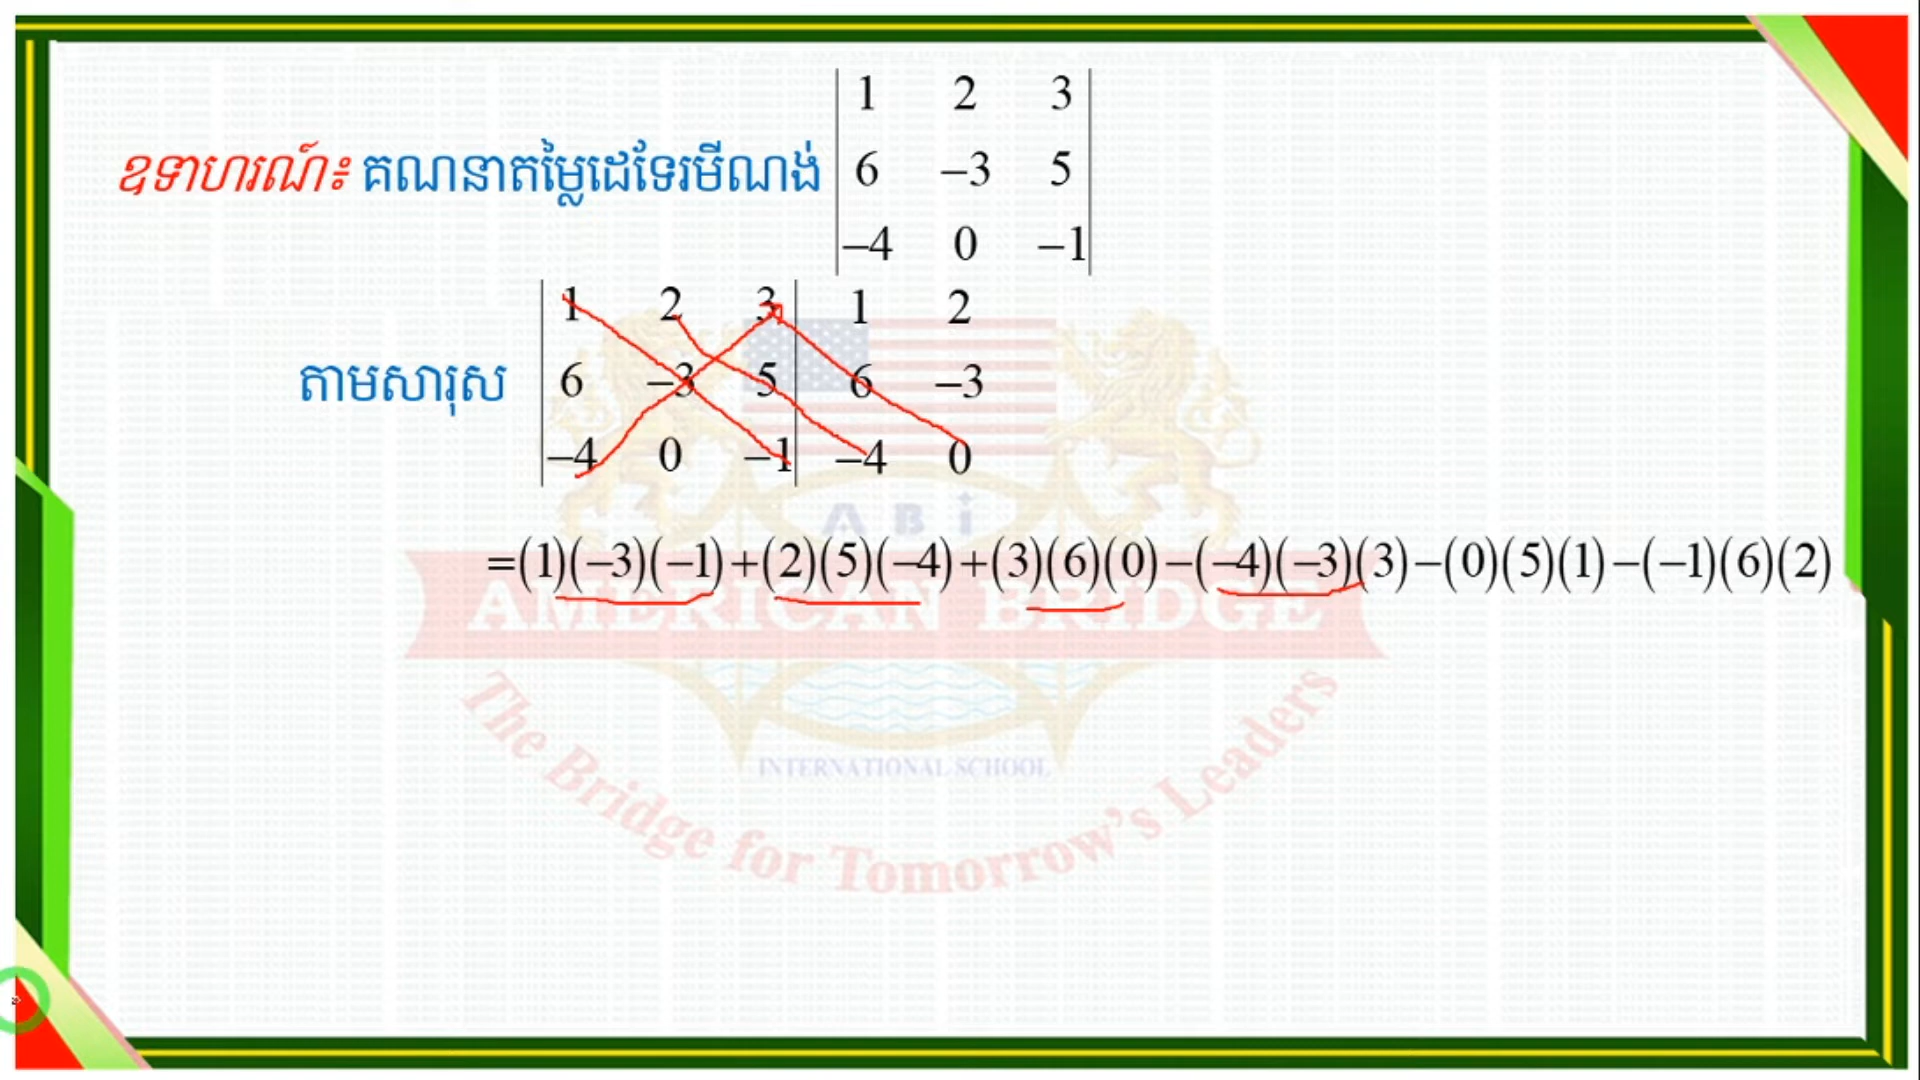 ឧទាហរណ៍៖ គណនាតម្លៃដេទែរមីណង់
1 2 3
6 −3 5
−4 0 −1
តាមសារុស
1 2 3 1 2
6 −3 5 6 −3
−4 0 −1 −4 0
=(1)(−3)(−1)+(2)(5)(−4)+(3)(6)(0)−(−4)(−3)(3)−(0)(5)(1)−(−1)(6)(2)
A B i
AMERICAN BRIDGE
INTERNATIONAL SCHOOL
The Bridge for Tomorrow's Leaders